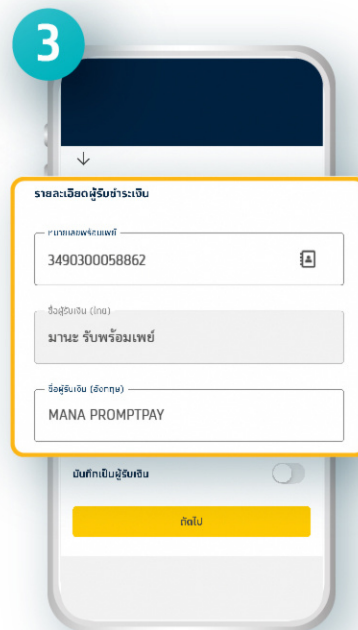 3
รายละเอียดผู้รับชำระเงิน
หมายเลขพร้อมเพย์
3490300058862
ชื่อผู้รับเงิน (ไทย)
มานะ รับพร้อมเพย์
ชื่อผู้รับเงิน (อังกฤษ)
MANA PROMPTPAY
บันทึกเป็นผู้รับเงิน
ถัดไป